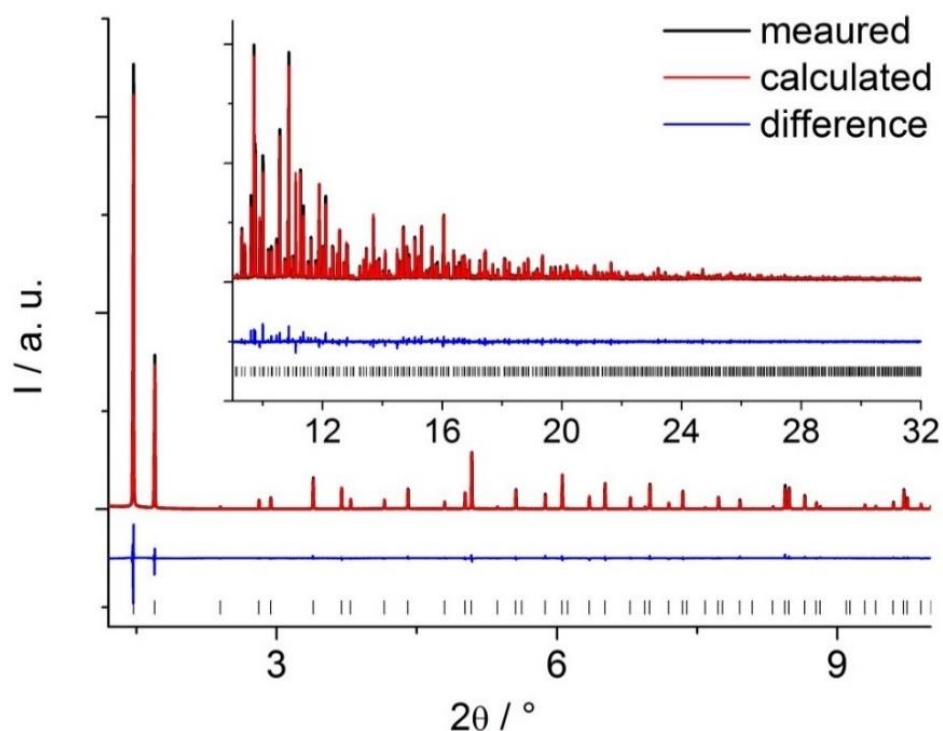 meaured
calculated
difference
I / a. u.
12 16 20 24 28 32
3 6 9
2θ / °